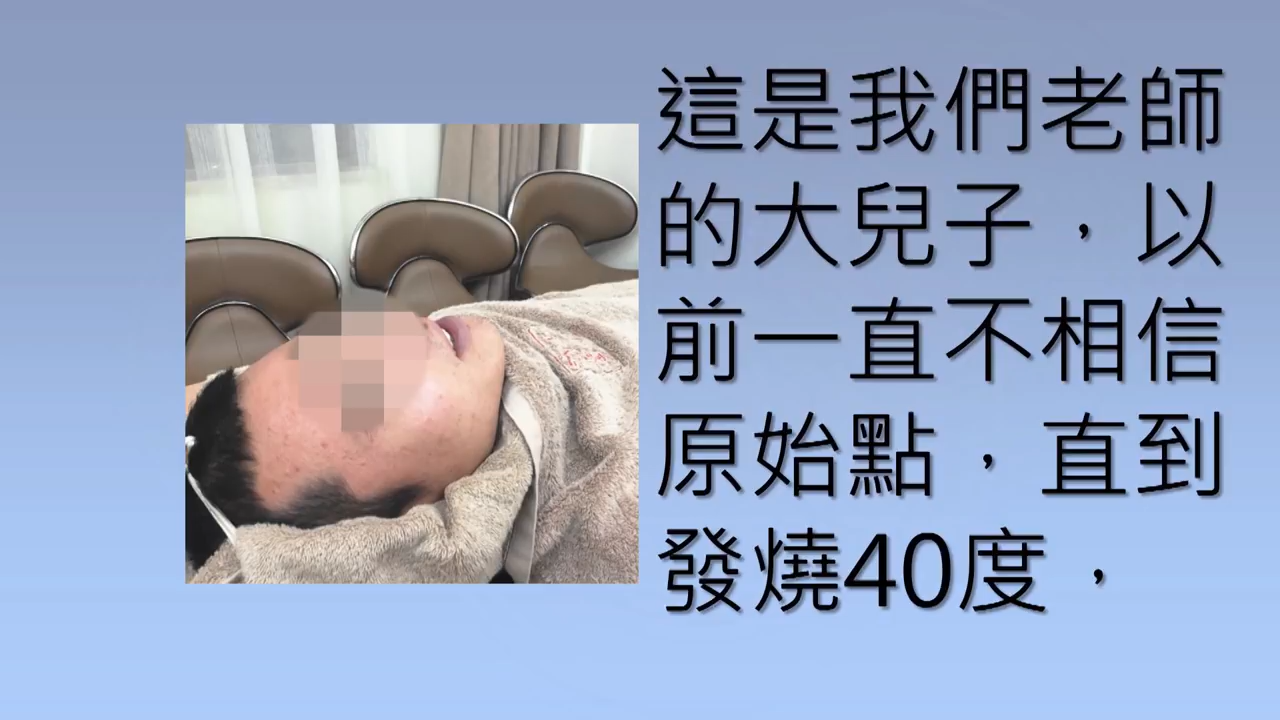 這是我們老師
的大兒子，以
前一直不相信
原始點，直到
發燒40度，